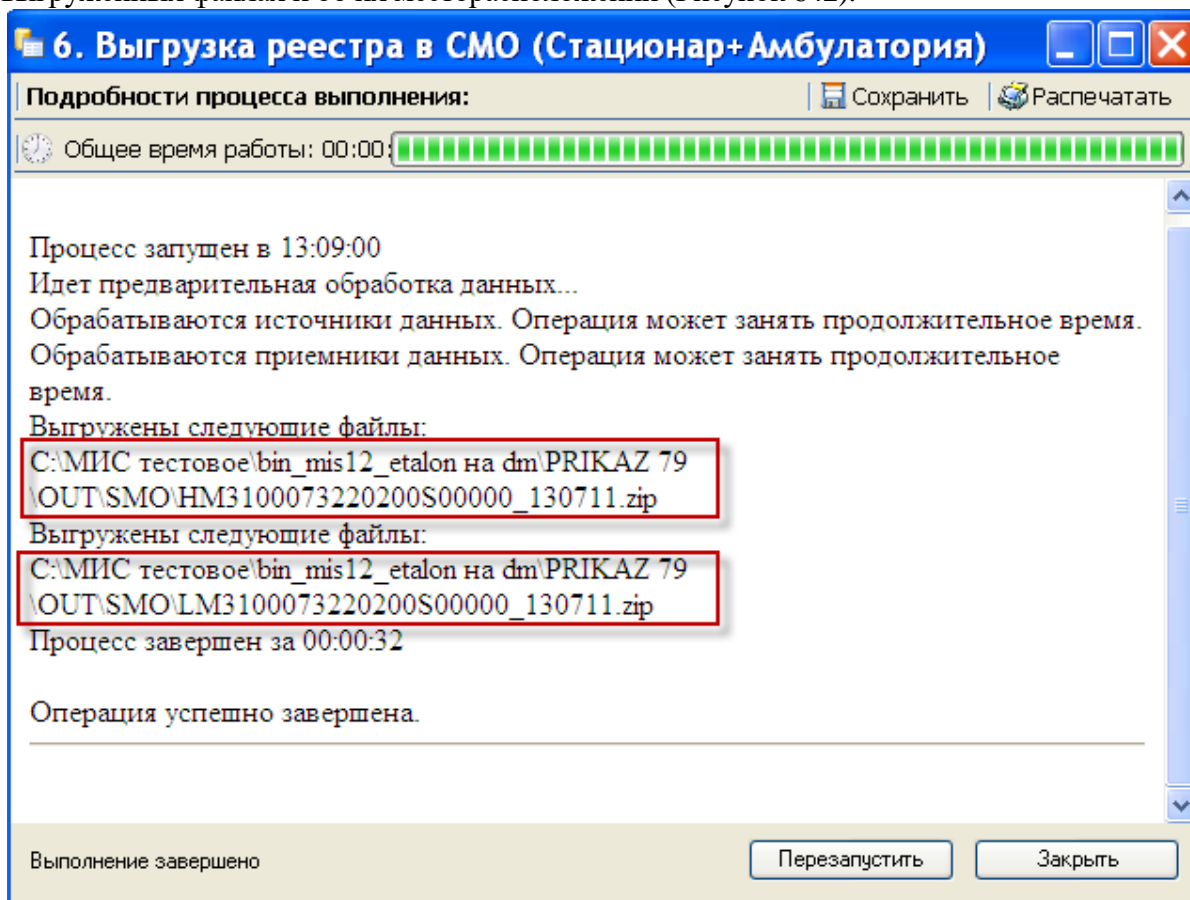 6. Выгрузка реестра в СМО (Стационар+Амбулатория)
Подробности процесса выполнения:
Сохранить
Распечатать
Общее время работы: 00:00:
Процесс запущен в 13:09:00
Идет предварительная обработка данных...
Обрабатываются источники данных. Операция может занять продолжительное время.
Обрабатываются приемники данных. Операция может занять продолжительное
время.
Выгружены следующие файлы:
C:\МИС тестовое\bin_mis12_etalon на dm\PRIKAZ 79
\OUT\SMO\HM3100073220200S00000_130711.zip
Выгружены следующие файлы:
C:\МИС тестовое\bin_mis12_etalon на dm\PRIKAZ 79
\OUT\SMO\LM3100073220200S00000_130711.zip
Процесс завершен за 00:00:32
Операция успешно завершена.
Выполнение завершено
Перезапустить
Закрыть